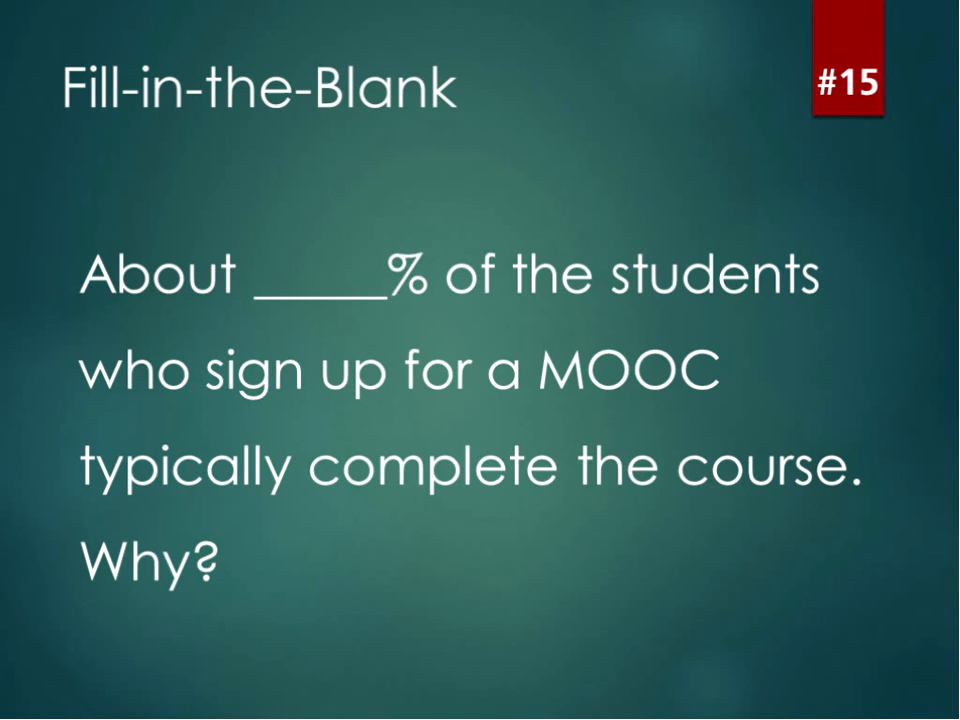 Fill-in-the-Blank
#15
About _____% of the students
who sign up for a MOOC
typically complete the course.
Why?